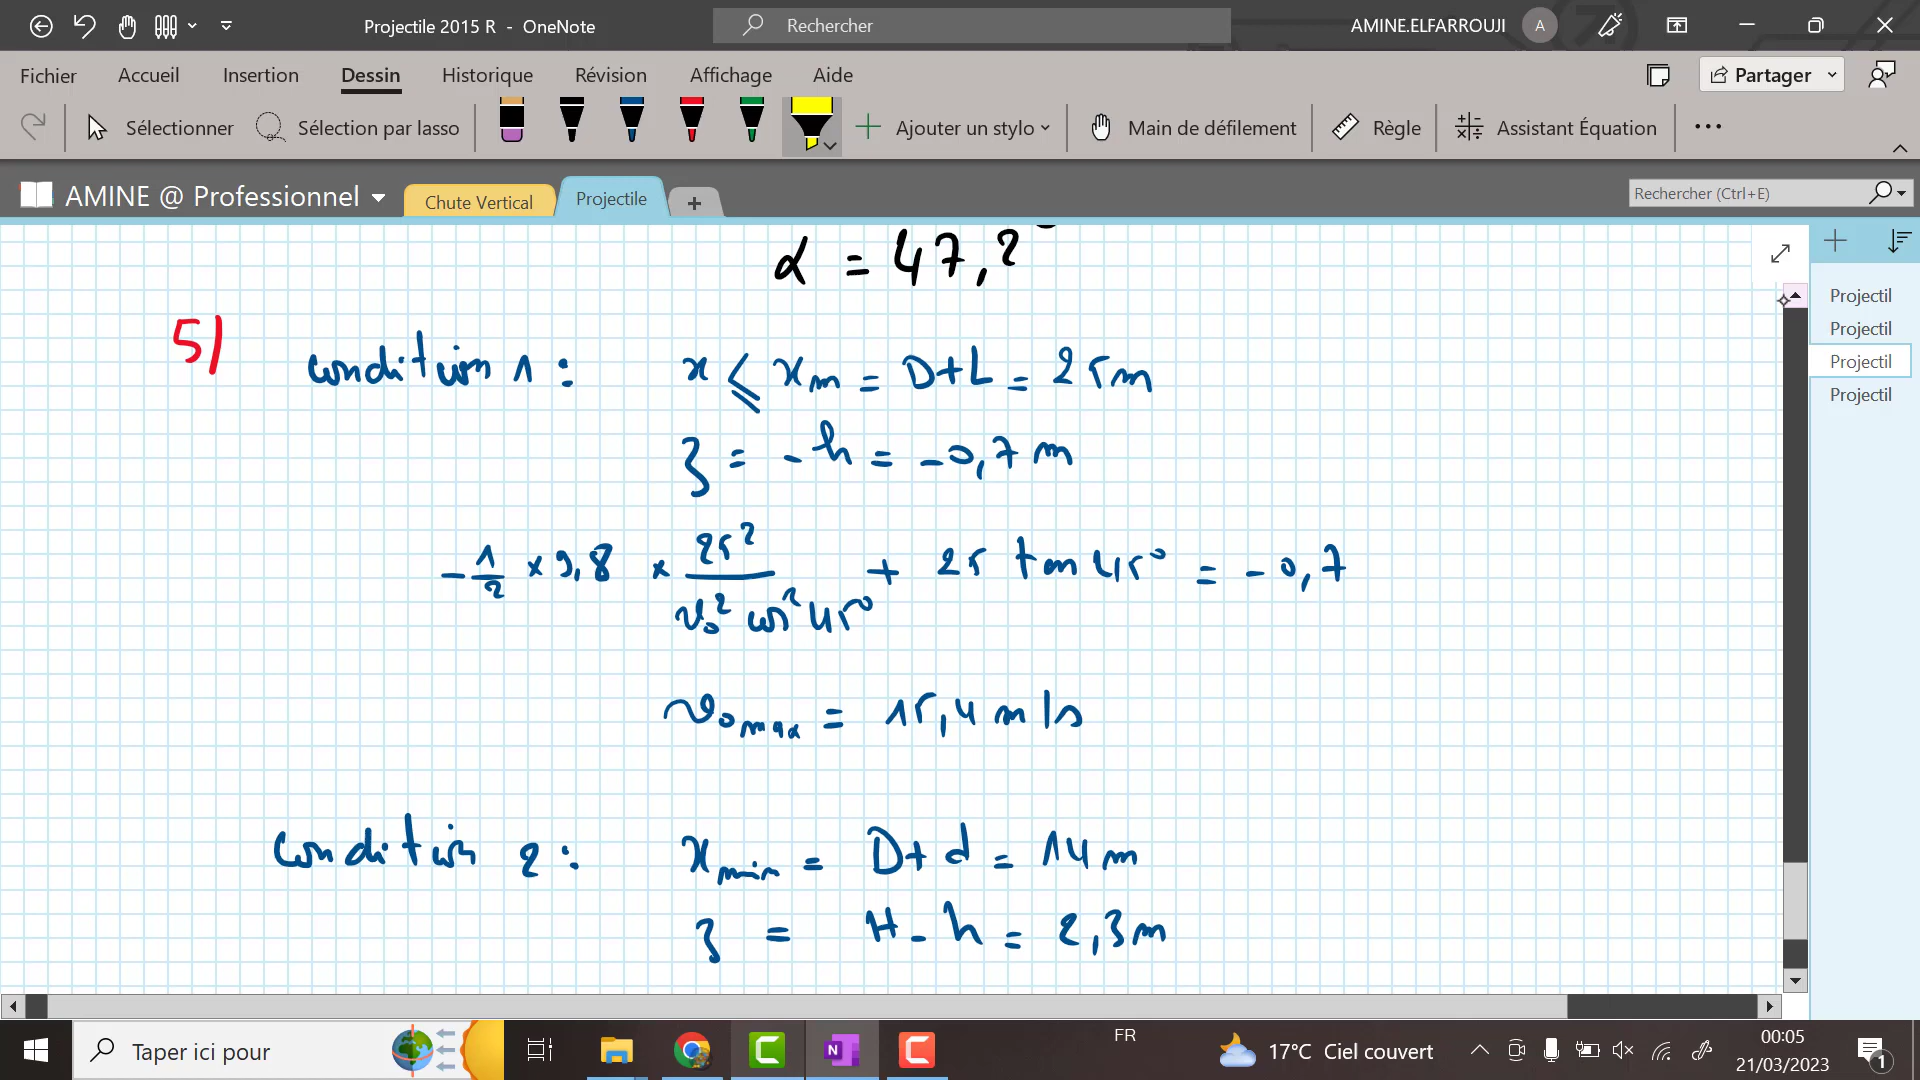 Projectile 2015 R - OneNote
Rechercher
AMINE.ELFARROUJI
A
Fichier
Accueil
Insertion
Dessin
Historique
Révision
Affichage
Aide
Partager
Sélectionner
Sélection par lasso
Ajouter un stylo
Main de défilement
Règle
Assistant Équation
AMINE @ Professionnel
Chute Vertical
Projectile
Rechercher (Ctrl+E)
Projectil
Projectil
Projectil
Projectil
α = 47,2°
5/
condition 1 : x ⩽ xm = D+L = 25m
z = -h = -0,7 m
-1/2 × 9,8 × 25²/(v₀² cos² 45°) + 25 tan 45° = -0,7
v₀max = 15,4 m/s
Condition 2 : xmin = D+d = 14m
z = H-h = 2,3m
Taper ici pour
N
FR
17°C Ciel couvert
00:05
21/03/2023
1